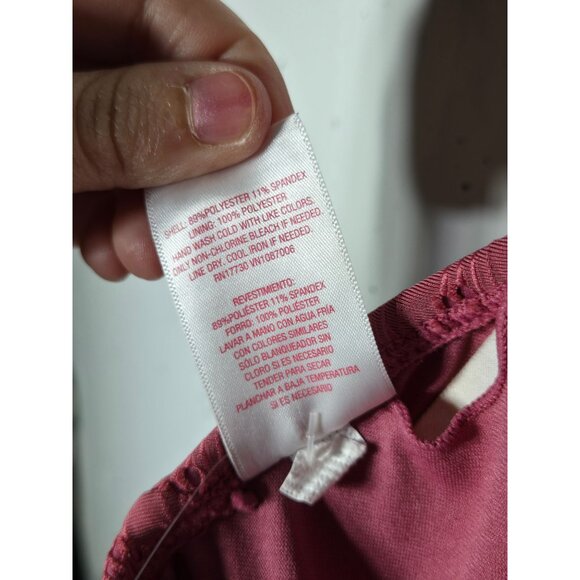 SHELL: 89%POLYESTER 11% SPANDEX
LINING: 100% POLYESTER
HAND WASH COLD WITH LIKE COLORS.
ONLY NON-CHLORINE BLEACH IF NEEDED.
LINE DRY. COOL IRON IF NEEDED.
RN17730 VN1087006
REVESTIMIENTO:
89%POLIÉSTER 11% SPANDEX
FORRO: 100% POLIÉSTER
LAVAR A MANO CON AGUA FRÍA
CON COLORES SIMILARES
SÓLO BLANQUEADOR SIN
CLORO SI ES NECESARIO
TENDER PARA SECAR
PLANCHAR A BAJA TEMPERATURA
SI ES NECESARIO